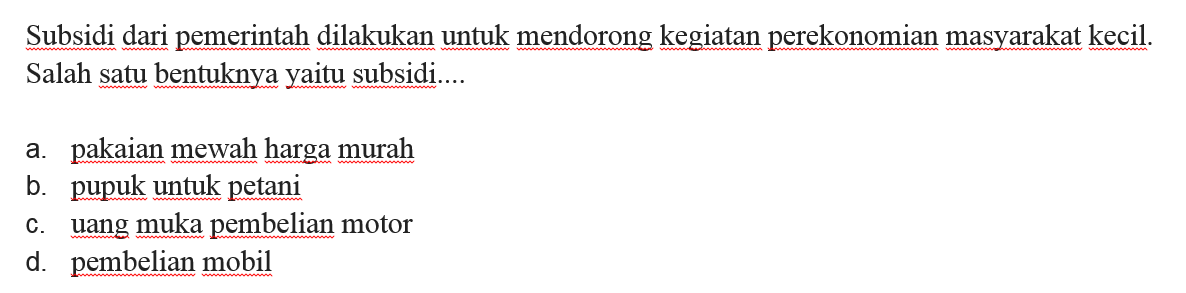 Subsidi dari pemerintah dilakukan untuk mendorong kegiatan perekonomian masyarakat kecil.
Salah satu bentuknya yaitu subsidi....
a. pakaian mewah harga murah
b. pupuk untuk petani
c. uang muka pembelian motor
d. pembelian mobil